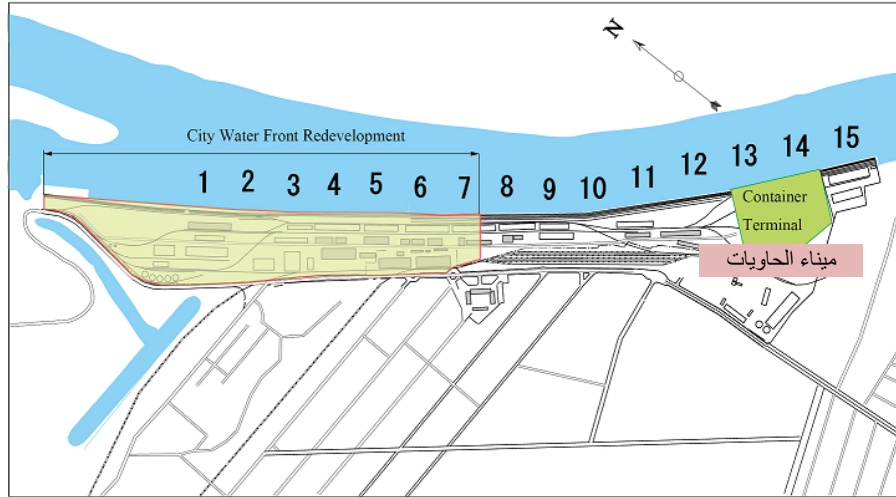 N
City Water Front Redevelopment
1 2 3 4 5 6 7 8 9 10 11 12 13 14 15
Container
Terminal
ميناء الحاويات